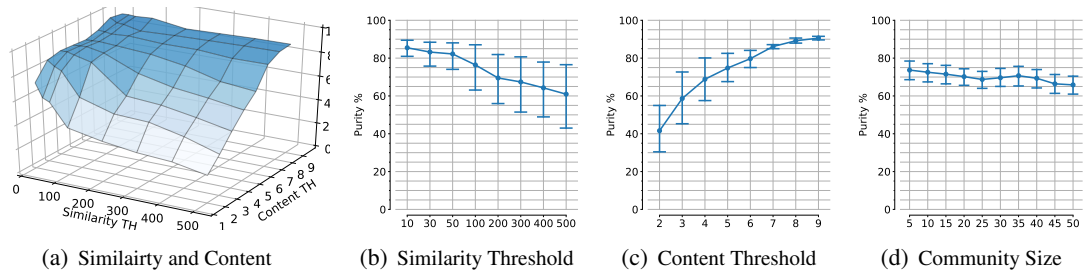 0 100 200 300 400 500
Similarity TH
1 2 3 4 5 6 7 8 9
Content TH
0 2 4 6 8 1
(a) Similairty and Content
Purity %
100 80 60 40 20 0
10 30 50 100 200 300 400 500
(b) Similarity Threshold
Purity %
100 80 60 40 20 0
2 3 4 5 6 7 8 9
(c) Content Threshold
Purity %
100 80 60 40 20 0
5 10 15 20 25 30 35 40 45 50
(d) Community Size